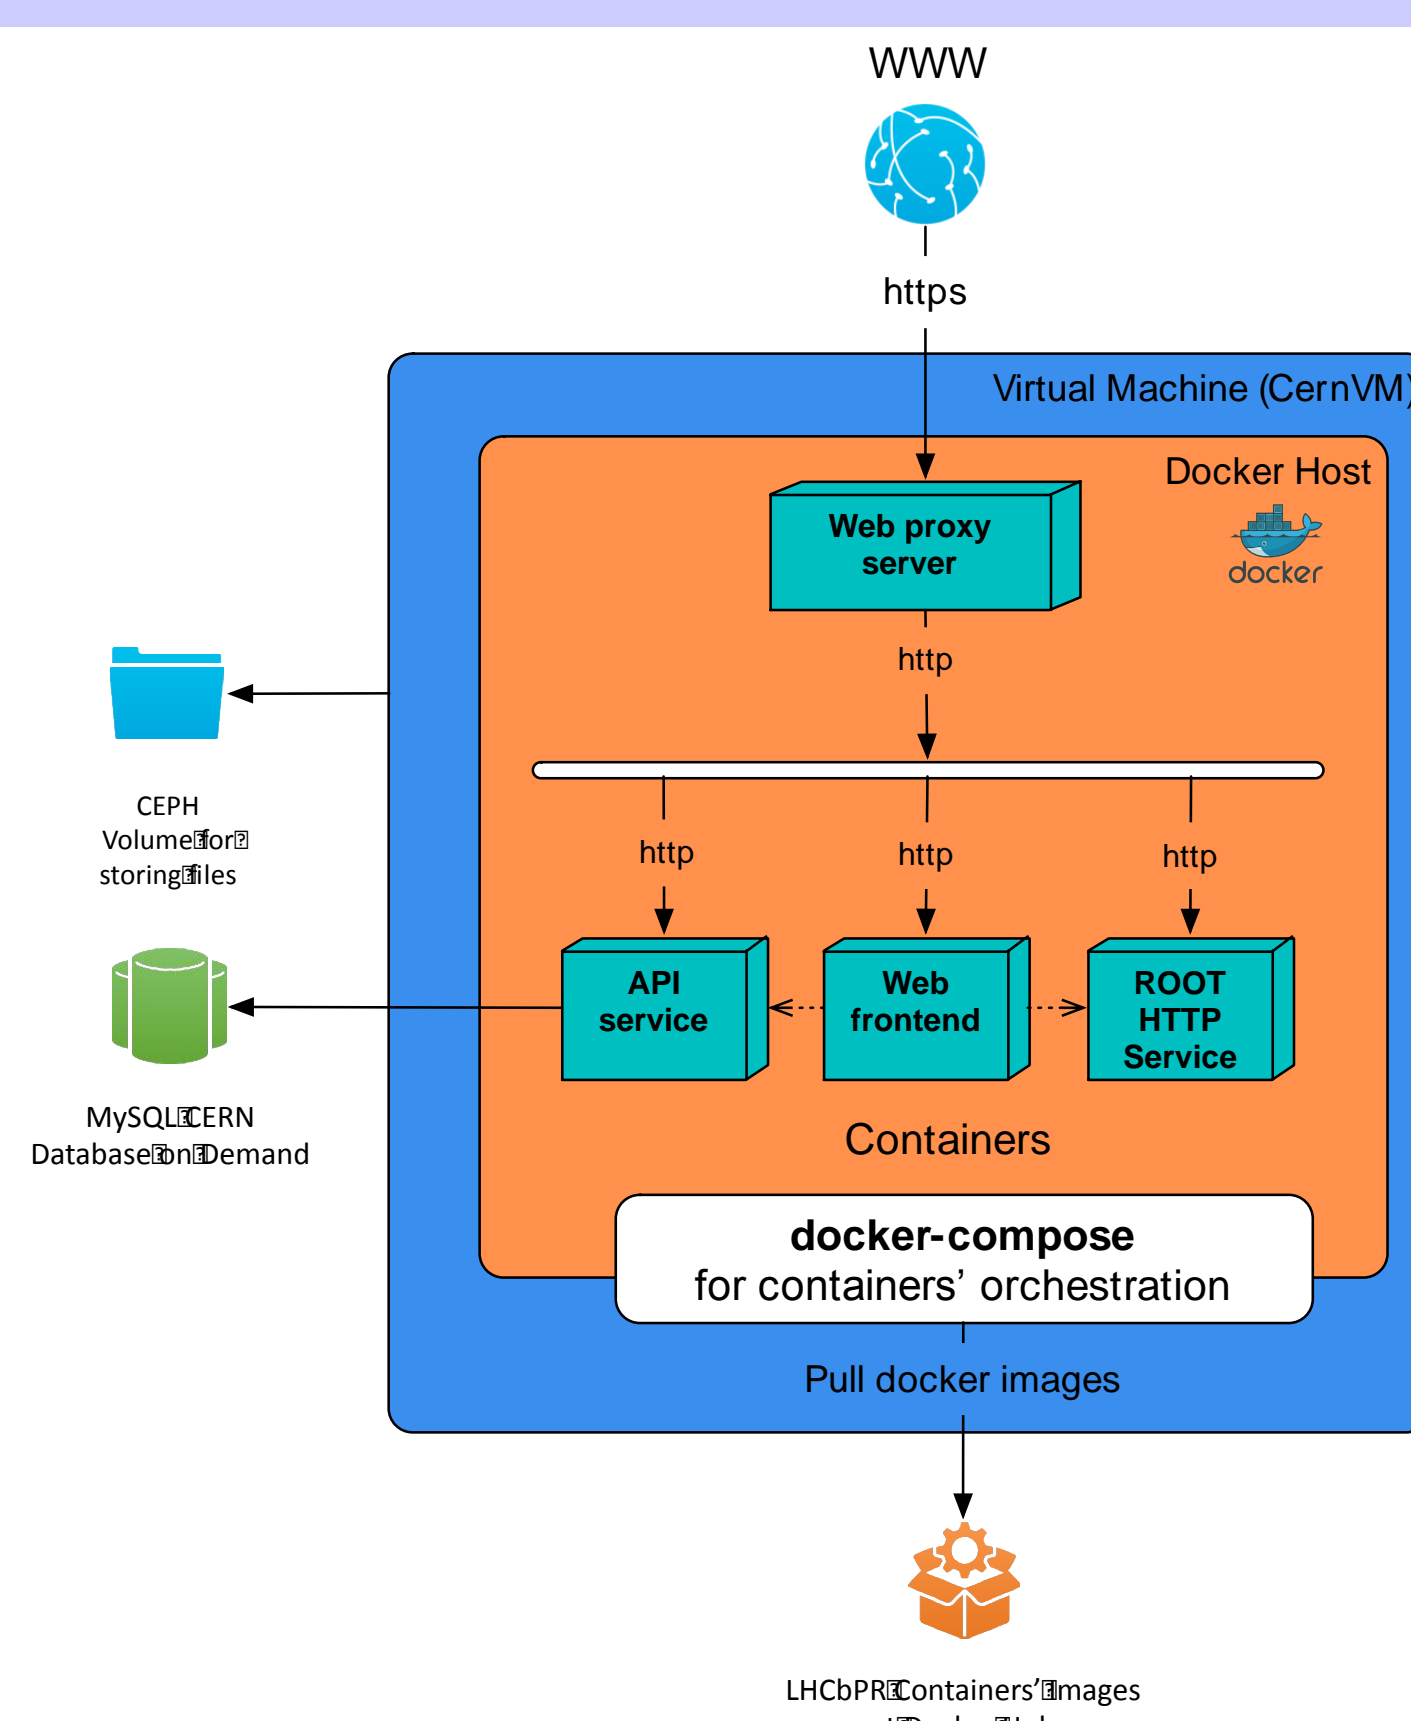 WWW
https
Virtual Machine (CernVM)
Docker Host
docker
Web proxy
server
http
http
http
http
CEPH
Volume for
storing files
API
service
Web
frontend
ROOT
HTTP
Service
MySQL CERN
Database on Demand
Containers
docker-compose
for containers’ orchestration
Pull docker images
LHCbPR Containers’ Images